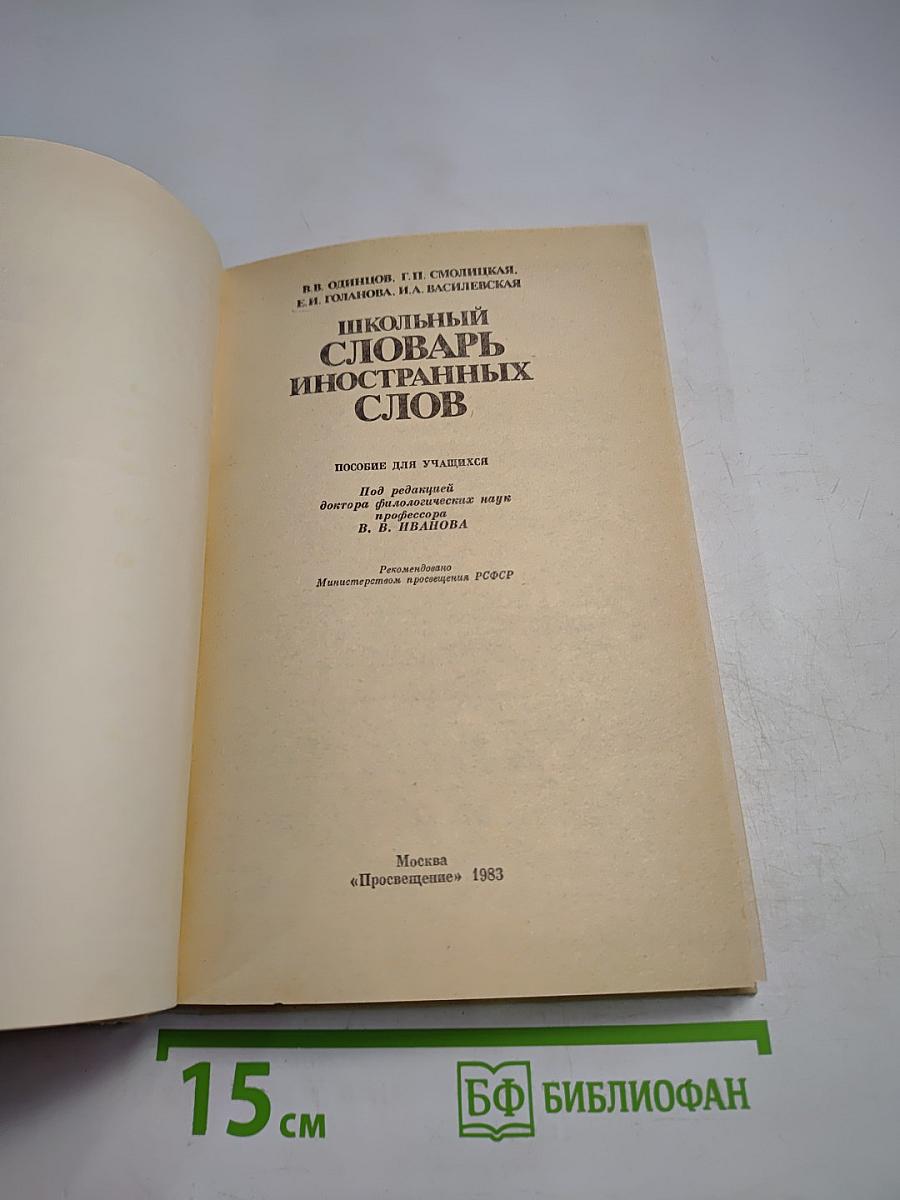 В.В. ОДИНЦОВ, Г.П. СМОЛИЦКАЯ,
Е.И. ГОЛАНОВА, И.А. ВАСИЛЕВСКАЯ
ШКОЛЬНЫЙ
СЛОВАРЬ
ИНОСТРАННЫХ
СЛОВ
ПОСОБИЕ ДЛЯ УЧАЩИХСЯ
Под редакцией
доктора филологических наук
профессора
В. В. ИВАНОВА
Рекомендовано
Министерством просвещения РСФСР
Москва
«Просвещение» 1983
15 см
БФ БИБЛИОФАН